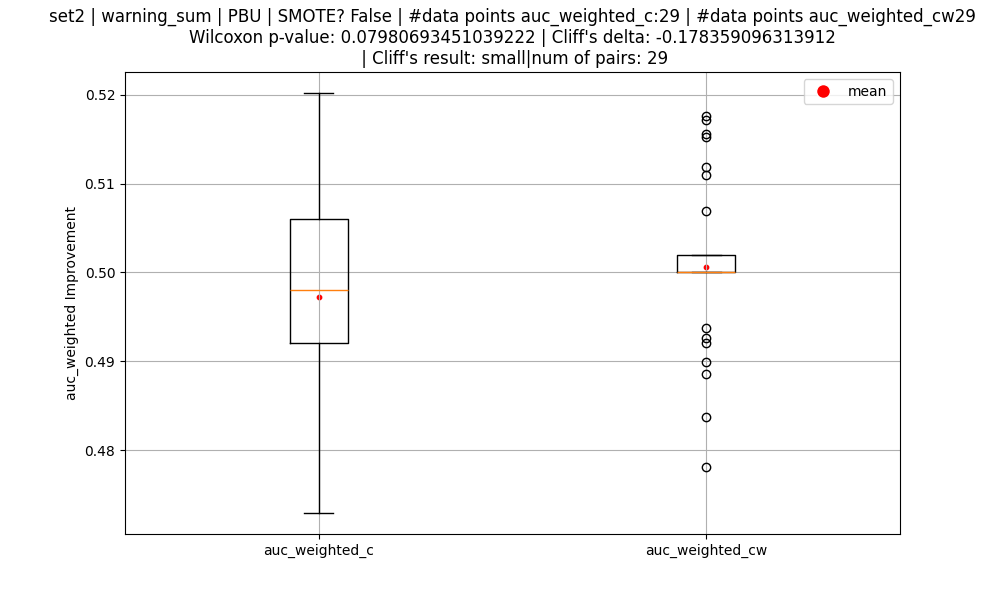 set2 | warning_sum | PBU | SMOTE? False | #data points auc_weighted_c:29 | #data points auc_weighted_cw29
Wilcoxon p-value: 0.07980693451039222 | Cliff's delta: -0.178359096313912
| Cliff's result: small|num of pairs: 29
mean
0.52
0.51
0.50
0.49
0.48
auc_weighted Improvement
auc_weighted_c
auc_weighted_cw